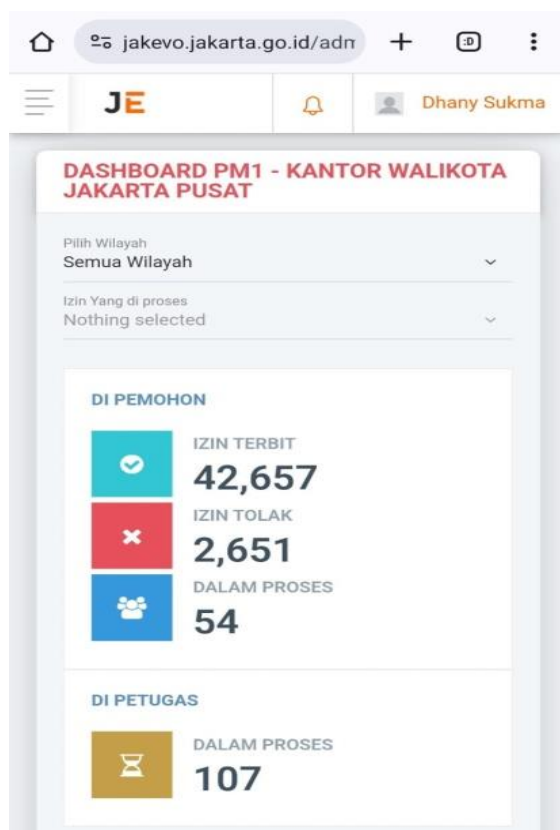 jakevo.jakarta.go.id/adm
:D
JE
Dhany Sukma
DASHBOARD PM1 - KANTOR WALIKOTA
JAKARTA PUSAT
Pilih Wilayah
Semua Wilayah
Izin Yang di proses
Nothing selected
DI PEMOHON
IZIN TERBIT
42,657
IZIN TOLAK
2,651
DALAM PROSES
54
DI PETUGAS
DALAM PROSES
107